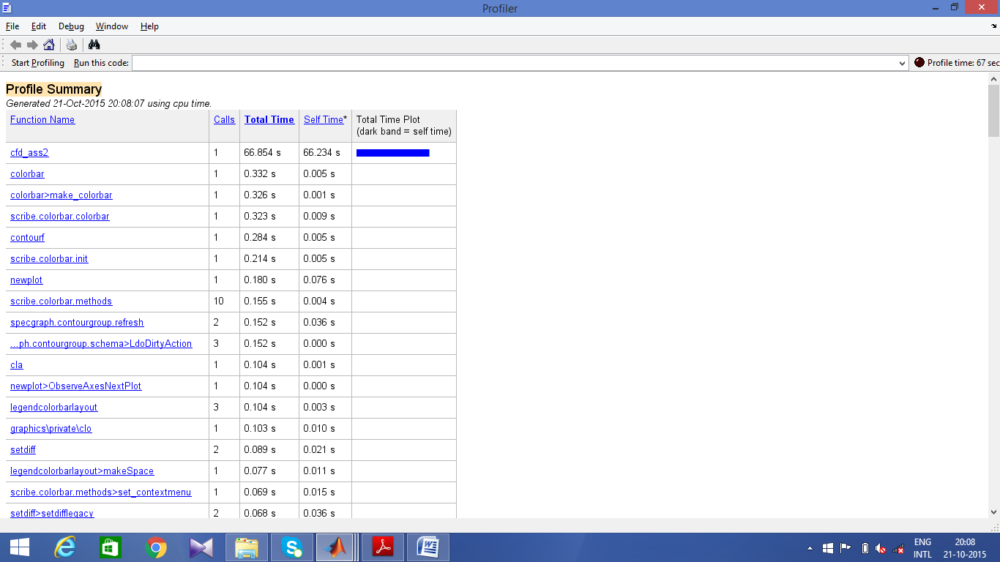 Profiler
File Edit Debug Window Help
Start Profiling Run this code: Profile time: 67 sec
Profile Summary
Generated 21-Oct-2015 20:08:07 using cpu time.
Function Name Calls Total Time Self Time* Total Time Plot
(dark band = self time)
cfd_ass2 1 66.854 s 66.234 s
colorbar 1 0.332 s 0.005 s
colorbar>make_colorbar 1 0.326 s 0.001 s
scribe.colorbar.colorbar 1 0.323 s 0.009 s
contourf 1 0.284 s 0.005 s
scribe.colorbar.init 1 0.214 s 0.005 s
newplot 1 0.180 s 0.076 s
scribe.colorbar.methods 10 0.155 s 0.004 s
specgraph.contourgroup.refresh 2 0.152 s 0.036 s
...ph.contourgroup.schema>LdoDirtyAction 3 0.152 s 0.000 s
cla 1 0.104 s 0.001 s
newplot>ObserveAxesNextPlot 1 0.104 s 0.000 s
legendcolorbarlayout 3 0.104 s 0.003 s
graphics\private\clo 1 0.103 s 0.010 s
setdiff 2 0.089 s 0.021 s
legendcolorbarlayout>makeSpace 1 0.077 s 0.011 s
scribe.colorbar.methods>set_contextmenu 1 0.069 s 0.015 s
setdiff>setdifflegacy 2 0.068 s 0.036 s
ENG 20:08
INTL 21-10-2015